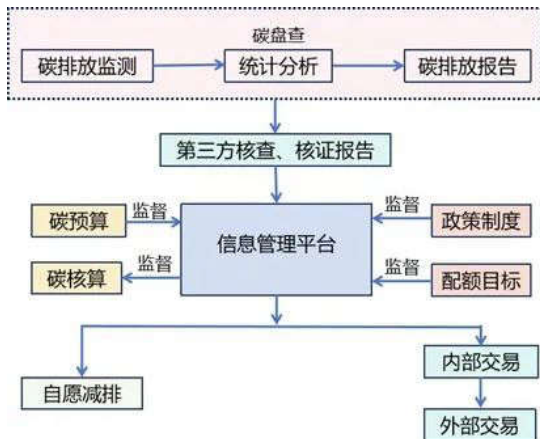 碳盘查
碳排放监测
统计分析
碳排放报告
第三方核查、核证报告
碳预算
监督
信息管理平台
监督
政策制度
碳核算
监督
监督
配额目标
自愿减排
内部交易
外部交易